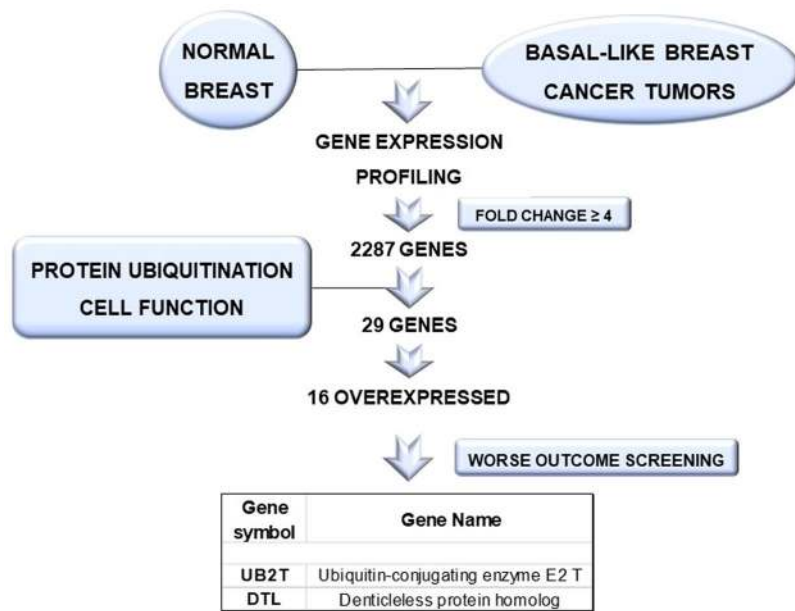 NORMAL
BREAST
BASAL-LIKE BREAST
CANCER TUMORS
GENE EXPRESSION
PROFILING
FOLD CHANGE ≥ 4
2287 GENES
PROTEIN UBIQUITINATION
CELL FUNCTION
29 GENES
16 OVEREXPRESSED
WORSE OUTCOME SCREENING
Gene symbol Gene Name
UB2T Ubiquitin-conjugating enzyme E2 T
DTL Denticleless protein homolog